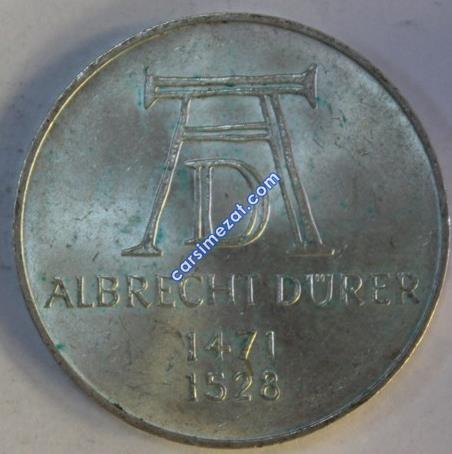 AD
carsimezat.com
ALBRECHT DÜRER
1471
1528